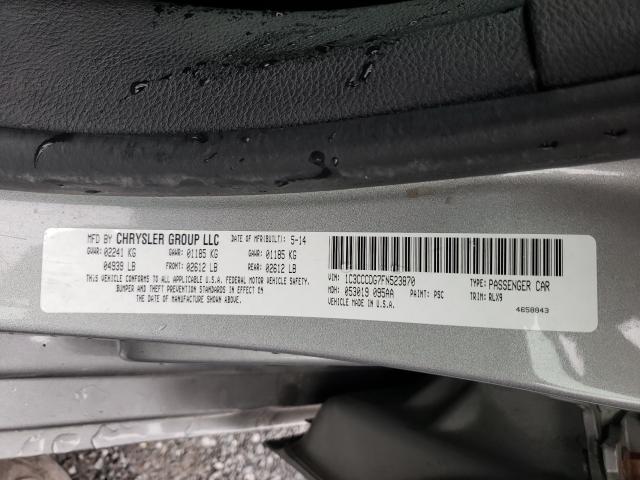 MFD BY CHRYSLER GROUP LLC DATE OF MFR(BUILT): 5-14
GVWR: 02241 KG GAWR: 01185 KG GAWR: 01185 KG
04939 LB FRONT: 02612 LB REAR: 02612 LB
THIS VEHICLE CONFORMS TO ALL APPLICABLE U.S.A. FEDERAL MOTOR VEHICLE SAFETY,
BUMPER AND THEFT PREVENTION STANDARDS IN EFFECT ON
THE DATE OF MANUFACTURE SHOWN ABOVE.
VIN: 1C3CCCDG7FN523870 TYPE: PASSENGER CAR
MDH: 053019 095AA PAINT: PSC TRIM: RLX9
VEHICLE MADE IN U.S.A.
4658843